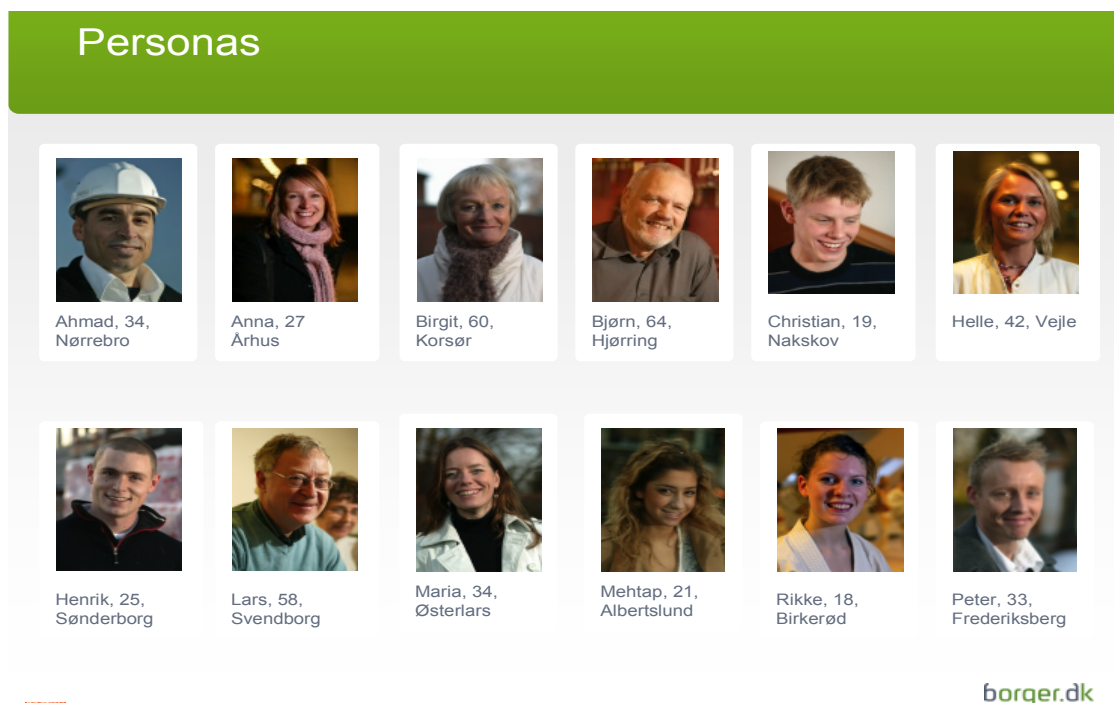 Personas
Ahmad, 34,
Nørrebro
Anna, 27
Århus
Birgit, 60,
Korsør
Bjørn, 64,
Hjørring
Christian, 19,
Nakskov
Helle, 42, Vejle
Henrik, 25,
Sønderborg
Lars, 58,
Svendborg
Maria, 34,
Østerlars
Mehtap, 21,
Albertslund
Rikke, 18,
Birkerød
Peter, 33,
Frederiksberg
borger.dk